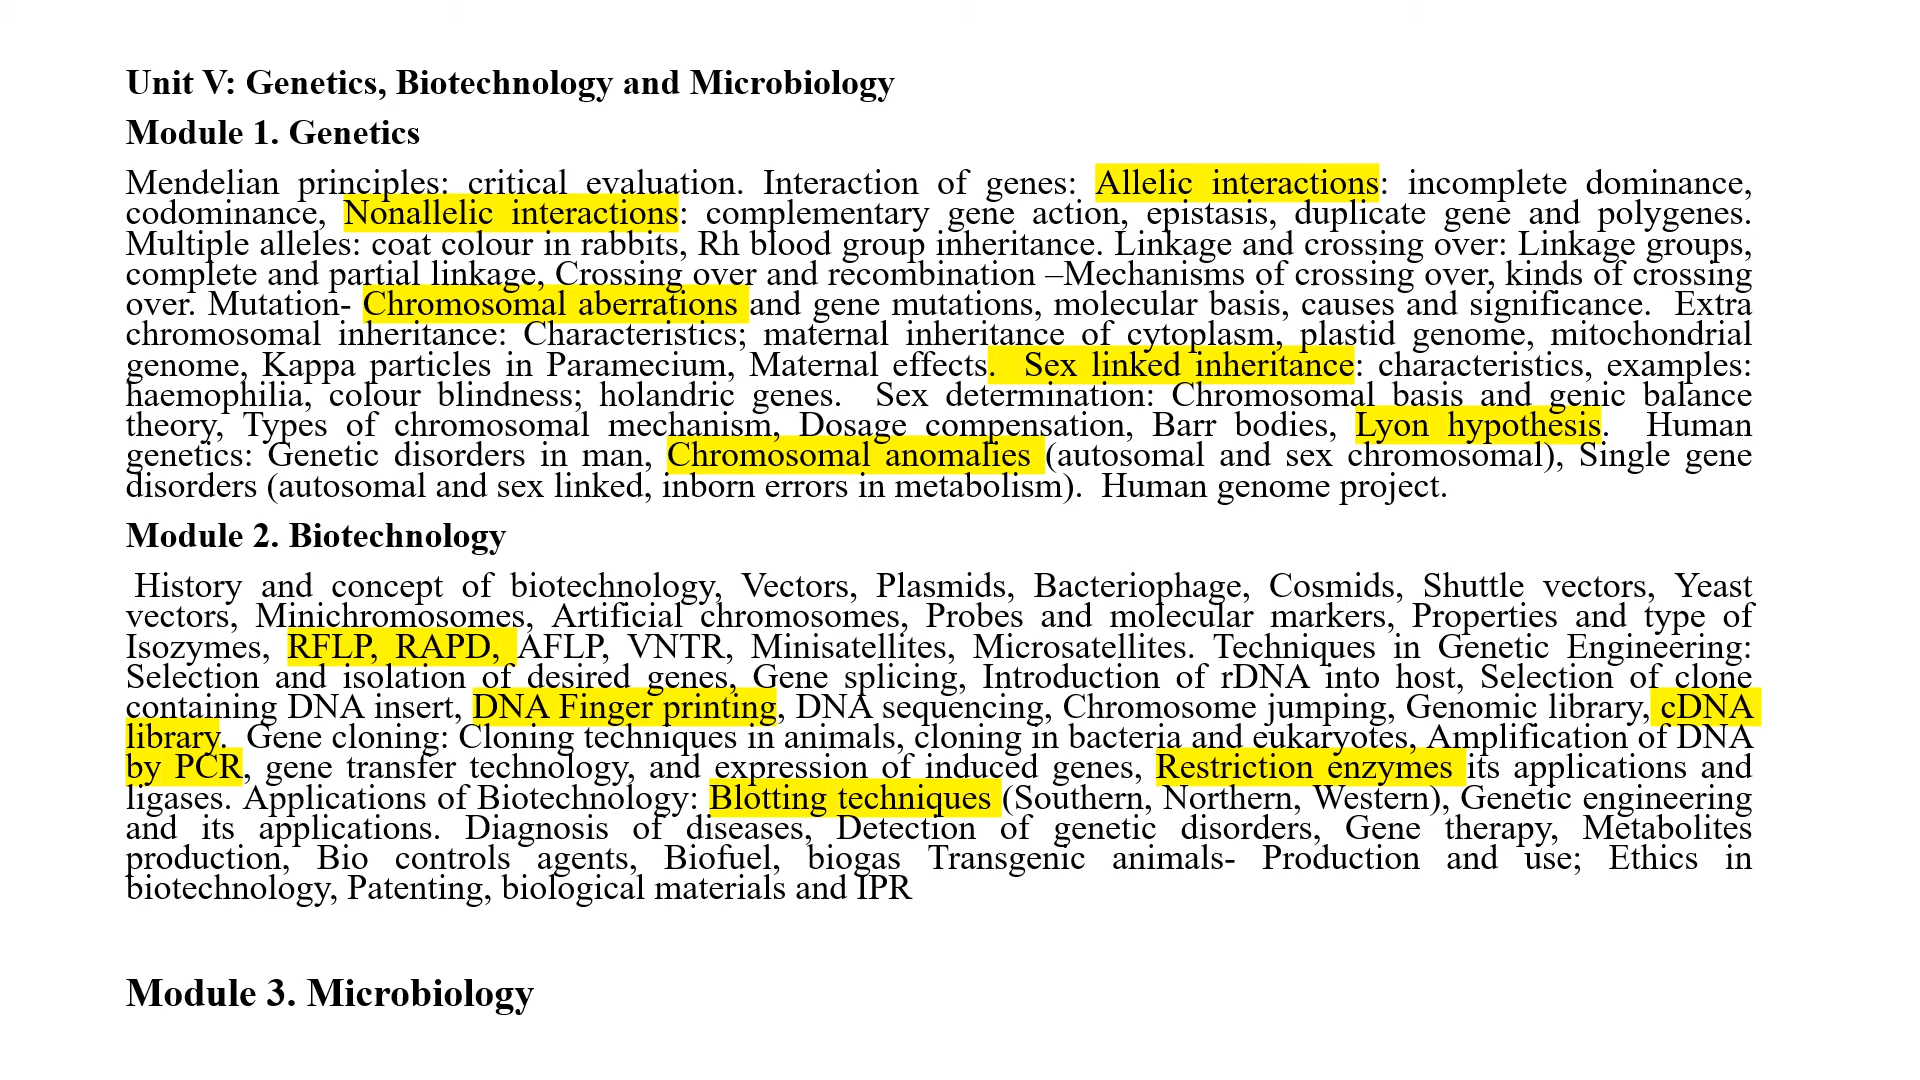 Unit V: Genetics, Biotechnology and Microbiology
Module 1. Genetics
Mendelian principles: critical evaluation. Interaction of genes: Allelic interactions: incomplete dominance,
codominance, Nonallelic interactions: complementary gene action, epistasis, duplicate gene and polygenes.
Multiple alleles: coat colour in rabbits, Rh blood group inheritance. Linkage and crossing over: Linkage groups,
complete and partial linkage, Crossing over and recombination –Mechanisms of crossing over, kinds of crossing
over. Mutation- Chromosomal aberrations and gene mutations, molecular basis, causes and significance. Extra
chromosomal inheritance: Characteristics; maternal inheritance of cytoplasm, plastid genome, mitochondrial
genome, Kappa particles in Paramecium, Maternal effects. Sex linked inheritance: characteristics, examples:
haemophilia, colour blindness; holandric genes. Sex determination: Chromosomal basis and genic balance
theory, Types of chromosomal mechanism, Dosage compensation, Barr bodies, Lyon hypothesis. Human
genetics: Genetic disorders in man, Chromosomal anomalies (autosomal and sex chromosomal), Single gene
disorders (autosomal and sex linked, inborn errors in metabolism). Human genome project.
Module 2. Biotechnology
History and concept of biotechnology, Vectors, Plasmids, Bacteriophage, Cosmids, Shuttle vectors, Yeast
vectors, Minichromosomes, Artificial chromosomes, Probes and molecular markers, Properties and type of
Isozymes, RFLP, RAPD, AFLP, VNTR, Minisatellites, Microsatellites. Techniques in Genetic Engineering:
Selection and isolation of desired genes, Gene splicing, Introduction of rDNA into host, Selection of clone
containing DNA insert, DNA Finger printing, DNA sequencing, Chromosome jumping, Genomic library, cDNA
library. Gene cloning: Cloning techniques in animals, cloning in bacteria and eukaryotes, Amplification of DNA
by PCR, gene transfer technology, and expression of induced genes, Restriction enzymes its applications and
ligases. Applications of Biotechnology: Blotting techniques (Southern, Northern, Western), Genetic engineering
and its applications. Diagnosis of diseases, Detection of genetic disorders, Gene therapy, Metabolites
production, Bio controls agents, Biofuel, biogas Transgenic animals- Production and use; Ethics in
biotechnology, Patenting, biological materials and IPR
Module 3. Microbiology